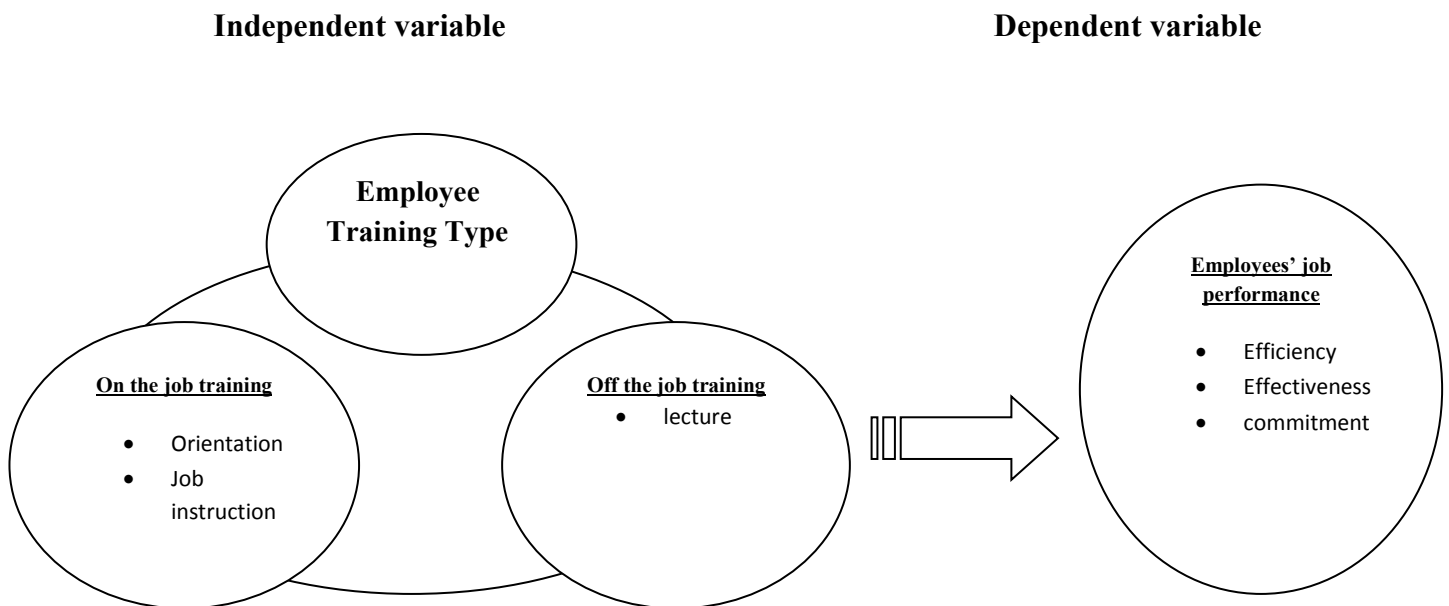 Independent variable
Dependent variable
Employee
Training Type
On the job training
• Orientation
• Job
instruction
Off the job training
• lecture
Employees’ job
performance
• Efficiency
• Effectiveness
• commitment